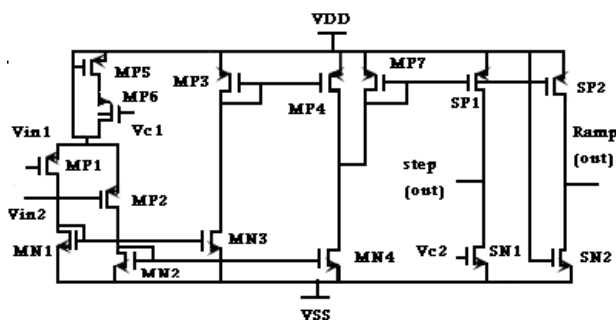 VDD
MP5
MP3
MP7
MP6
MP4
SP1
SP2
Vin1
Vc1
Ramp
(out)
MP1
step
(out)
MP2
Vin2
MN3
Vc2
SN1
MN1
MN2
MN4
SN2
VSS